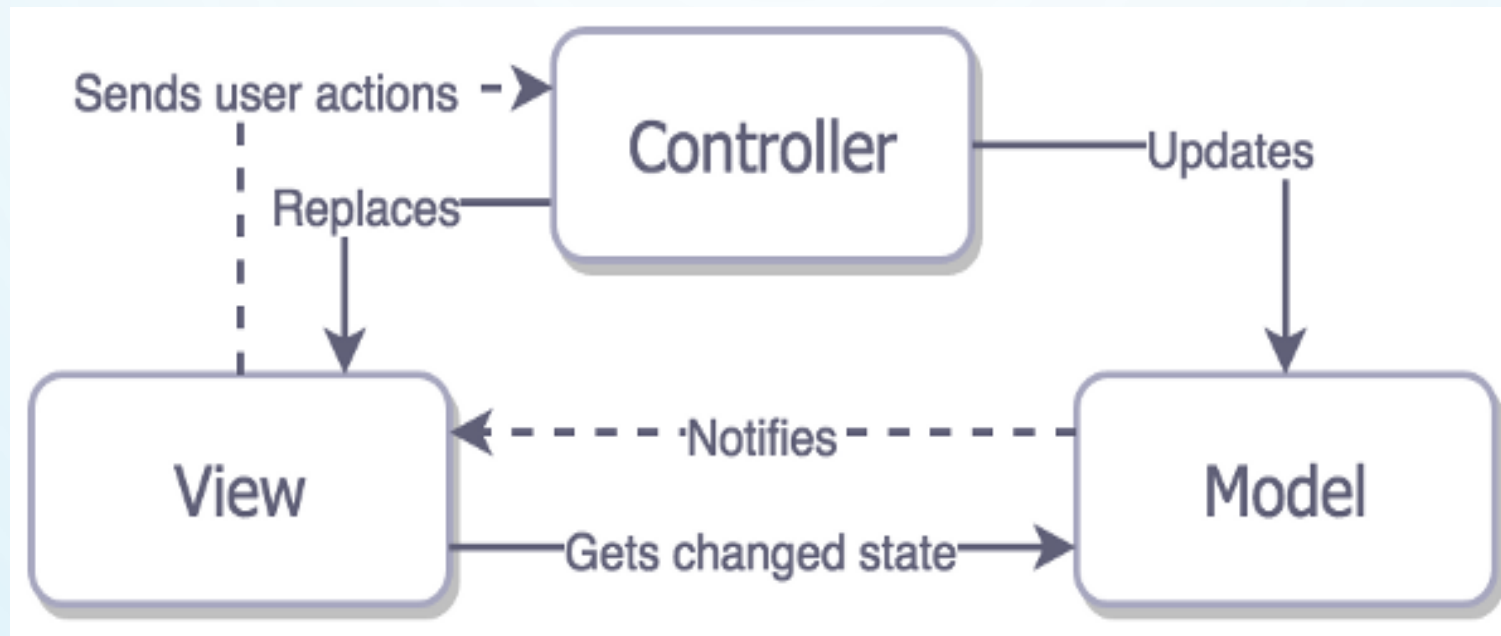 Sends user actions
Controller
Updates
Replaces
Notifies
View
Model
Gets changed state